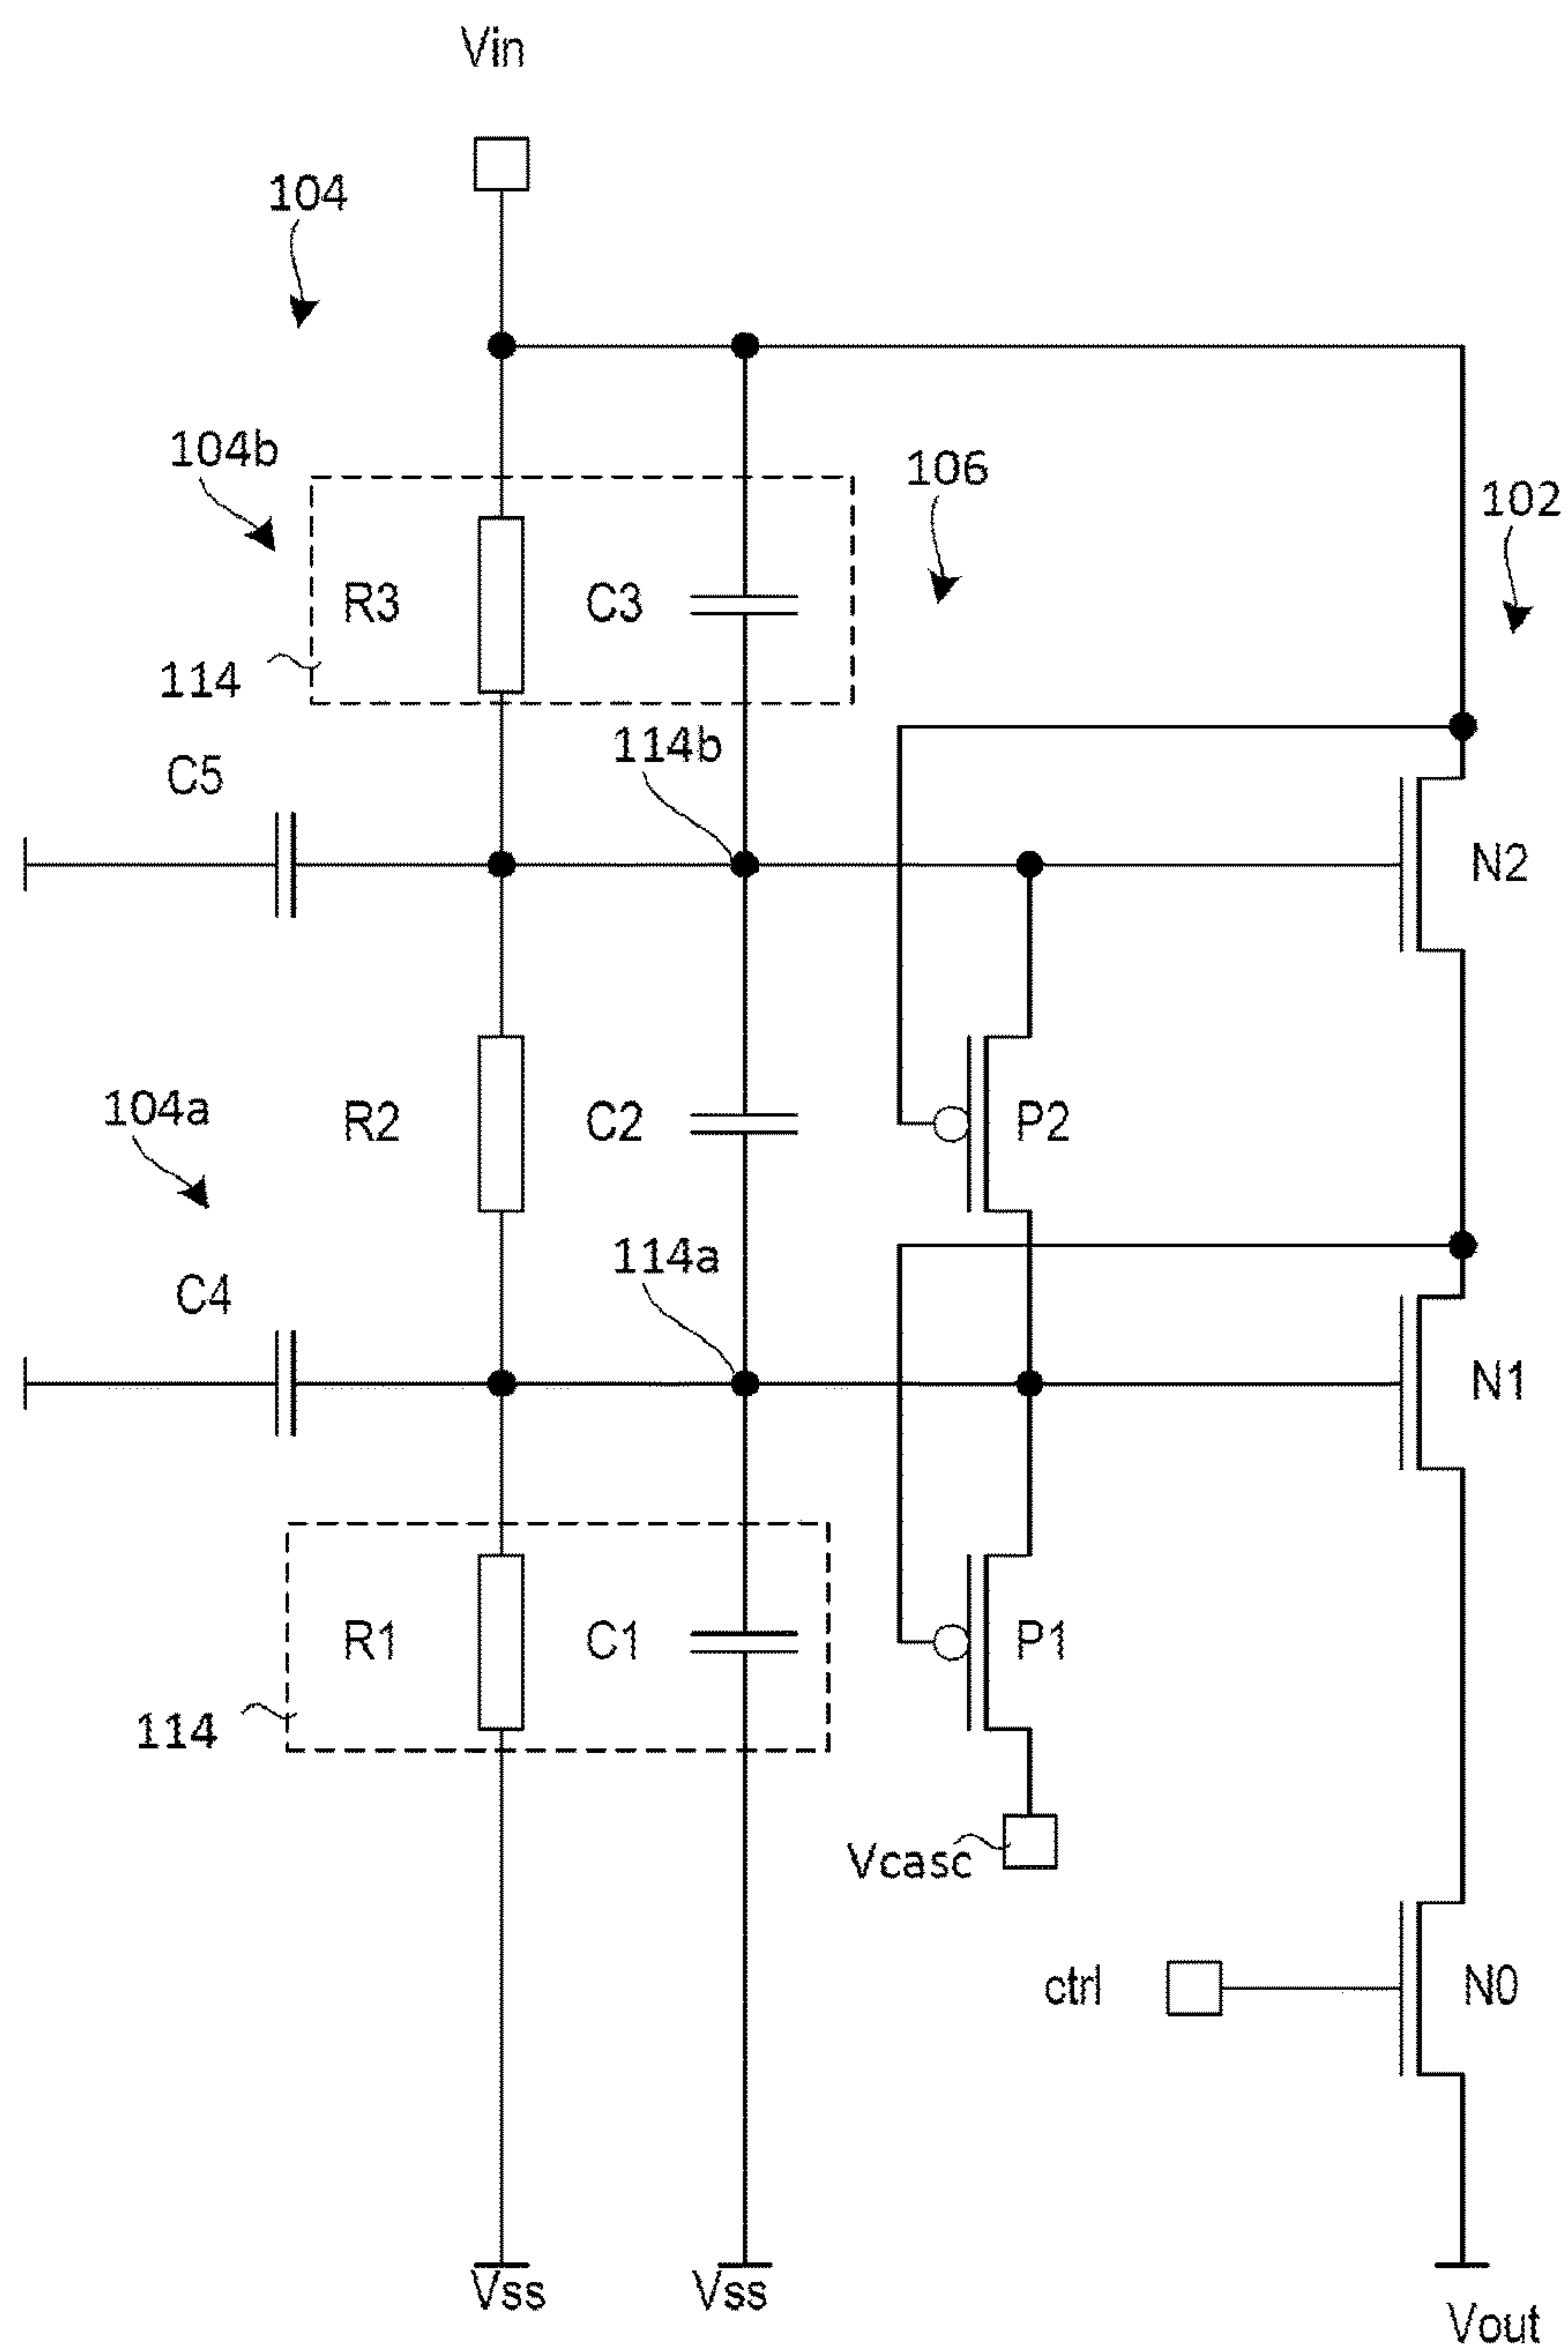 Vin
104
104b
106
102
R3
C3
114
114b
C5
N2
104a
R2
C2
P2
114a
C4
N1
R1
C1
P1
114
Vcasc
ctrl
N0
Vss
Vss
Vout